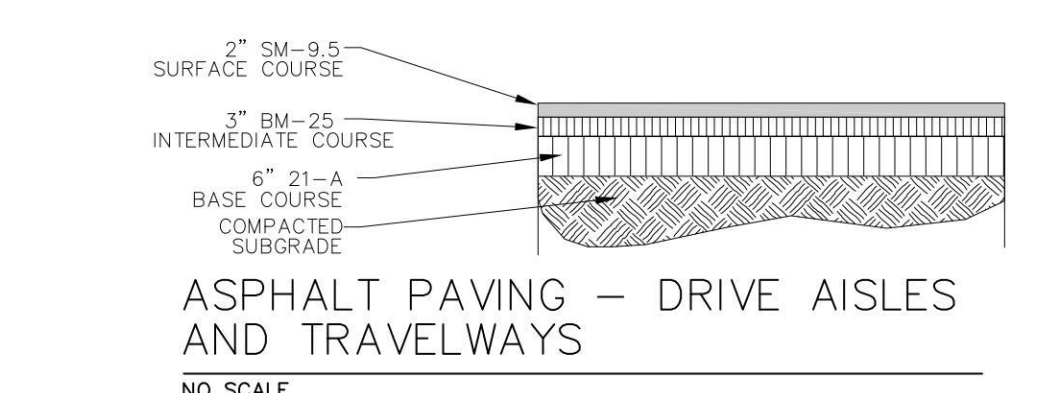 2" SM-9.5
SURFACE COURSE
3" BM-25
INTERMEDIATE COURSE
6" 21-A
BASE COURSE
COMPACTED
SUBGRADE
ASPHALT PAVING - DRIVE AISLES
AND TRAVELWAYS
NO SCALE